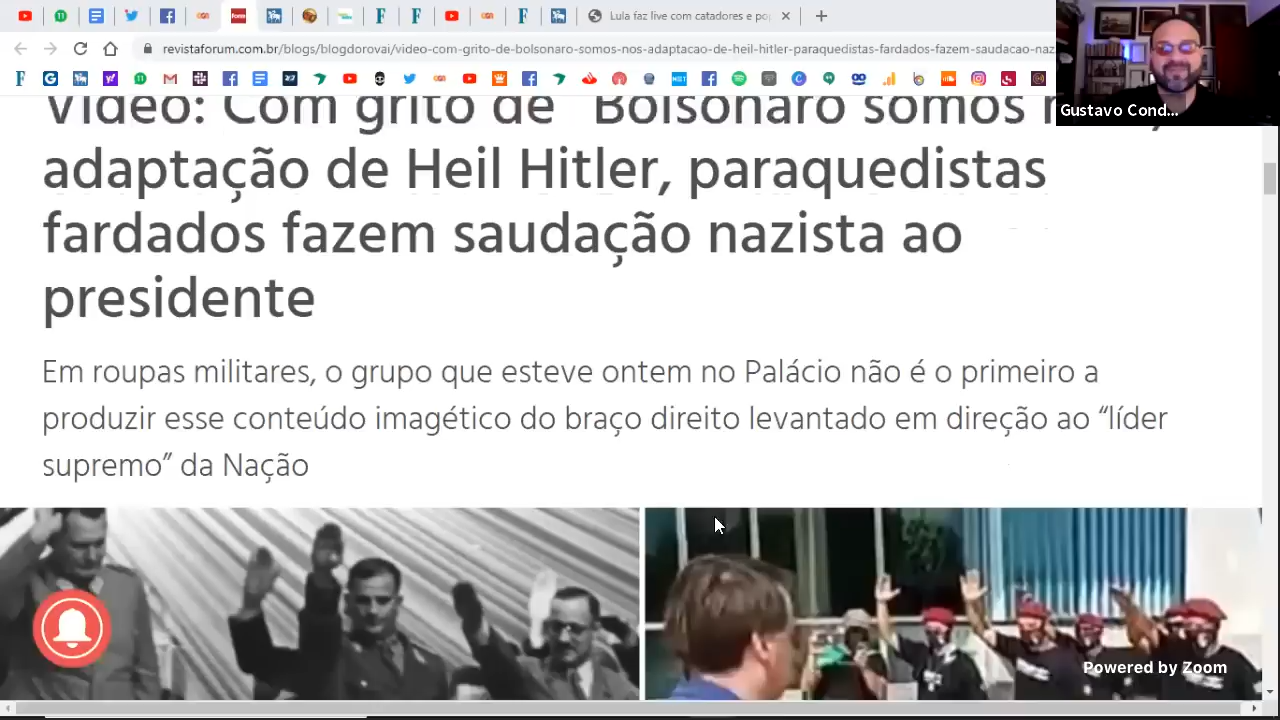 Lula faz live com catadores e po
revistaforum.com.br/blogs/blogdorovai/video-com-grito-de-bolsonaro-somos-nos-adaptacao-de-heil-hitler-paraquedistas-fardados-fazem-saudacao-naz
Gustavo Cond...
Vídeo: Com grito de "Bolsonaro somos
adaptação de Heil Hitler, paraquedistas
fardados fazem saudação nazista ao
presidente
Em roupas militares, o grupo que esteve ontem no Palácio não é o primeiro a
produzir esse conteúdo imagético do braço direito levantado em direção ao “líder
supremo” da Nação
Powered by Zoom